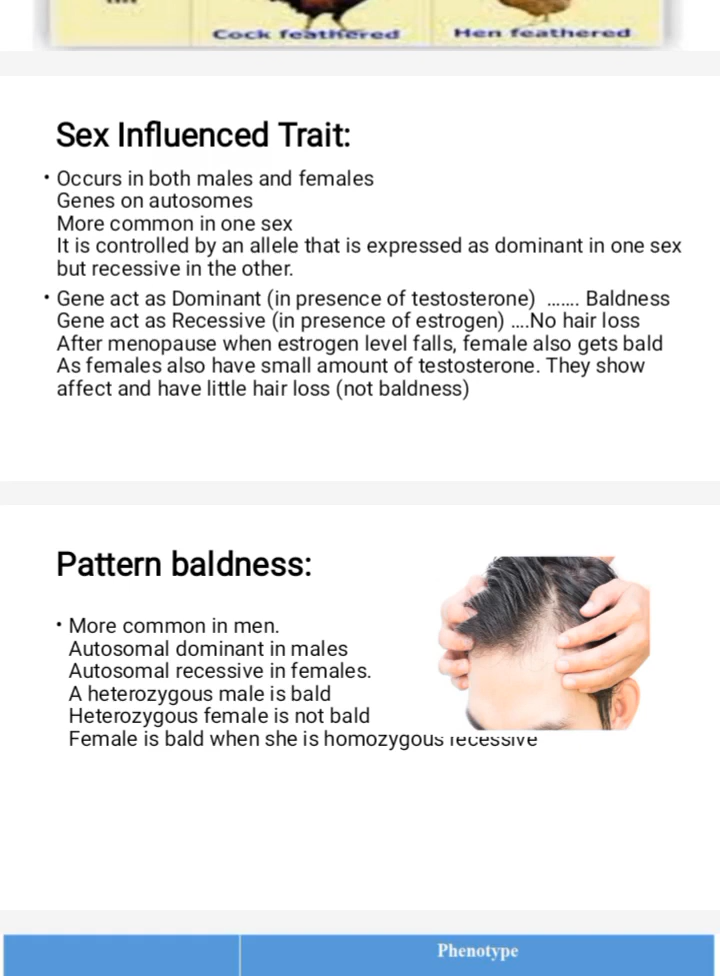 Cock feathered Hen feathered
Sex Influenced Trait:
• Occurs in both males and females
Genes on autosomes
More common in one sex
It is controlled by an allele that is expressed as dominant in one sex
but recessive in the other.
• Gene act as Dominant (in presence of testosterone) ....... Baldness
Gene act as Recessive (in presence of estrogen) ....No hair loss
After menopause when estrogen level falls, female also gets bald
As females also have small amount of testosterone. They show
affect and have little hair loss (not baldness)
Pattern baldness:
• More common in men.
Autosomal dominant in males
Autosomal recessive in females.
A heterozygous male is bald
Heterozygous female is not bald
Female is bald when she is homozygous recessive
Phenotype